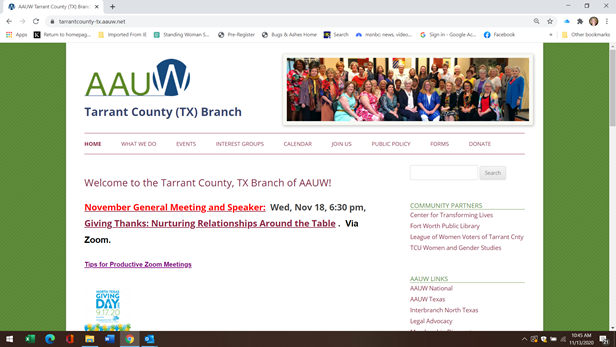 AAUW Tarrant County (TX) Branch
tarrantcounty-tx.aauw.net
Apps
Return to homepag...
Imported From IE
Standing Woman S...
Pre-Register
Bugs & Ashes Home
Search
monbc news, video,...
Sign in - Google Ac...
Facebook
»
Other bookmarks
AAUW
Tarrant County (TX) Branch
HOME WHAT WE DO EVENTS INTEREST GROUPS CALENDAR JOIN US PUBLIC POLICY FORMS DONATE
Welcome to the Tarrant County, TX Branch of AAUW!
November General Meeting and Speaker: Wed, Nov 18, 6:30 pm,
Giving Thanks: Nurturing Relationships Around the Table . Via
Zoom.
Tips for Productive Zoom Meetings
NORTH TEXAS
GIVING
DAY
9.17.20
Search
COMMUNITY PARTNERS
Center for Transforming Lives
Fort Worth Public Library
League of Women Voters of Tarrant Cnty
TCU Women and Gender Studies
AAUW LINKS
AAUW National
AAUW Texas
Interbranch North Texas
Legal Advocacy
10:45 AM
11/13/2020